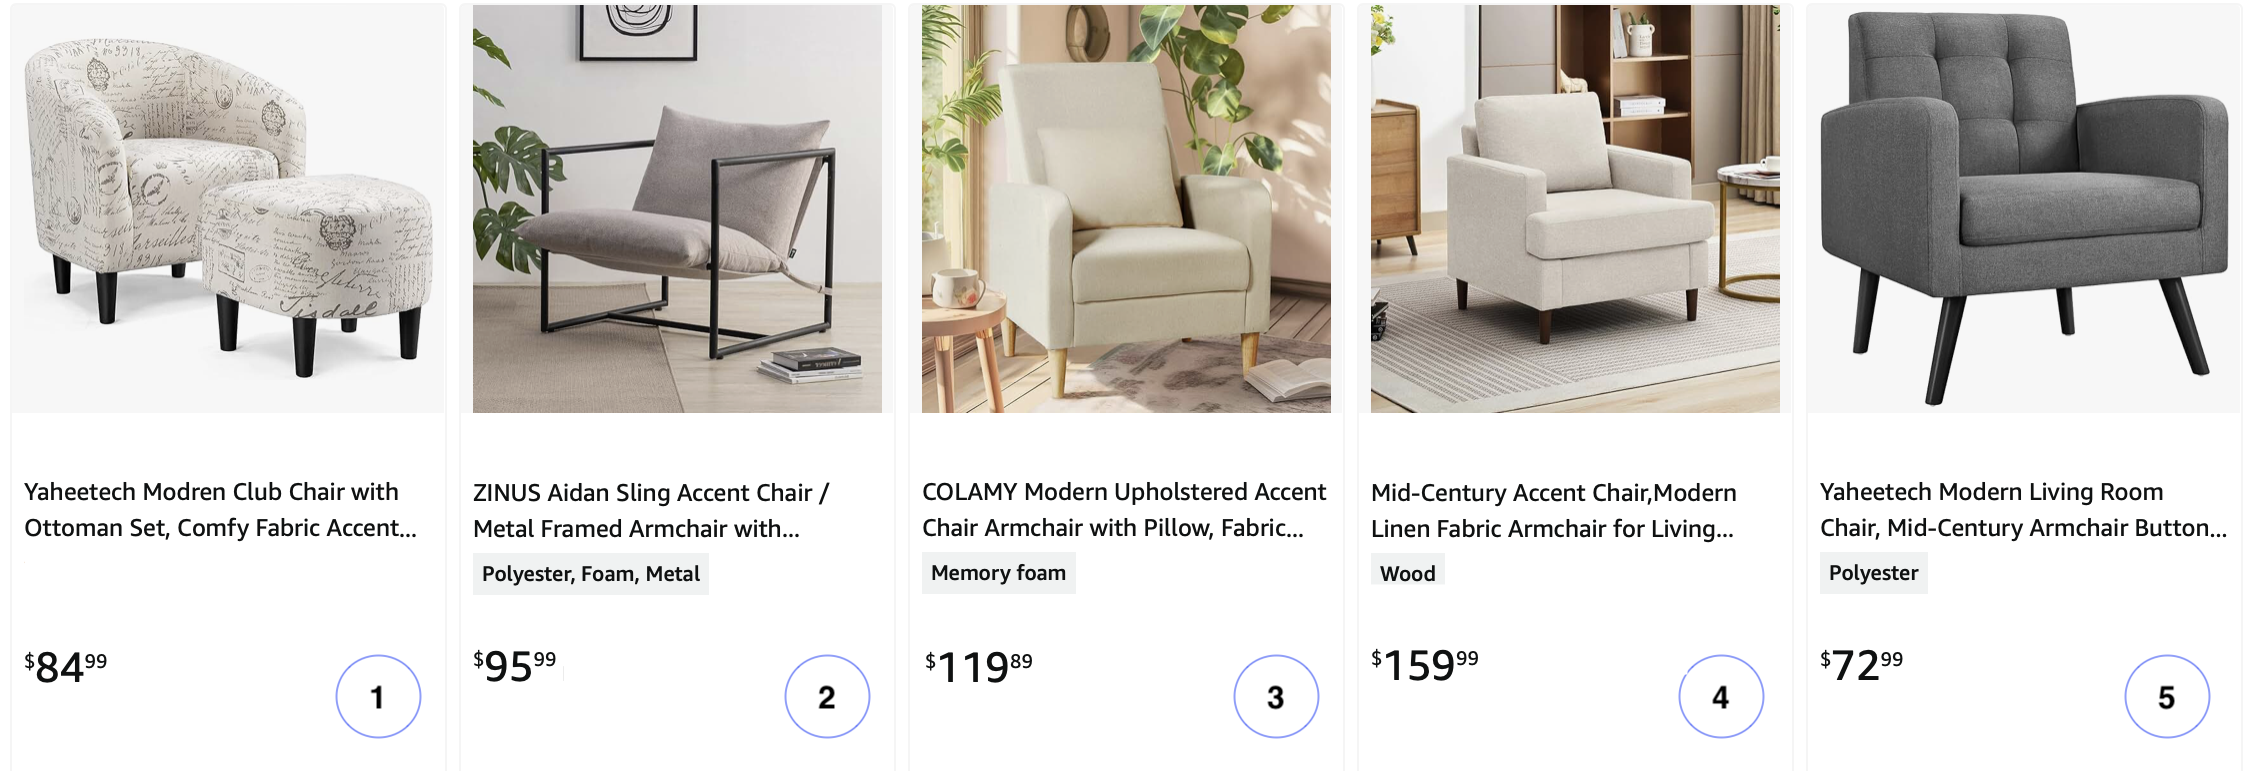 Yaheetech Modren Club Chair with
Ottoman Set, Comfy Fabric Accent...
$84.99
1
ZINUS Aidan Sling Accent Chair /
Metal Framed Armchair with...
Polyester, Foam, Metal
$95.99
2
COLAMY Modern Upholstered Accent
Chair Armchair with Pillow, Fabric...
Memory foam
$119.89
3
Mid-Century Accent Chair,Modern
Linen Fabric Armchair for Living...
Wood
$159.99
4
Yaheetech Modern Living Room
Chair, Mid-Century Armchair Button...
Polyester
$72.99
5